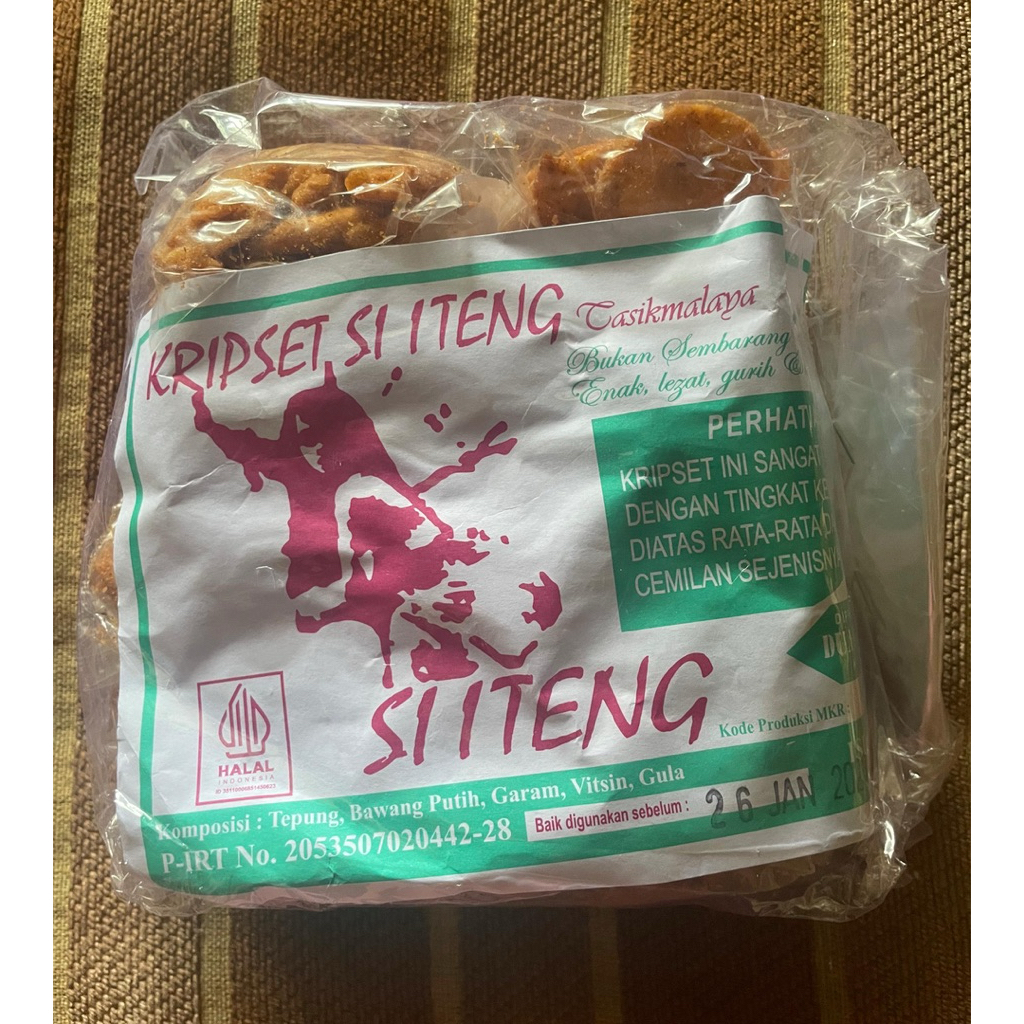 KRIPSET SI ITENG Tasikmalaya
Bukan Sembarang
Enak, lezat, gurih
PERHATI
KRIPSET INI SANGAT
DENGAN TINGKAT KE
DIATAS RATA-RATA
CEMILAN SEJENISNY
SI ITENG
Kode Produksi MKR :
HALAL
INDONESIA
Komposisi : Tepung, Bawang Putih, Garam, Vitsin, Gula
P-IRT No. 2053507020442-28
Baik digunakan sebelum : 26 JAN